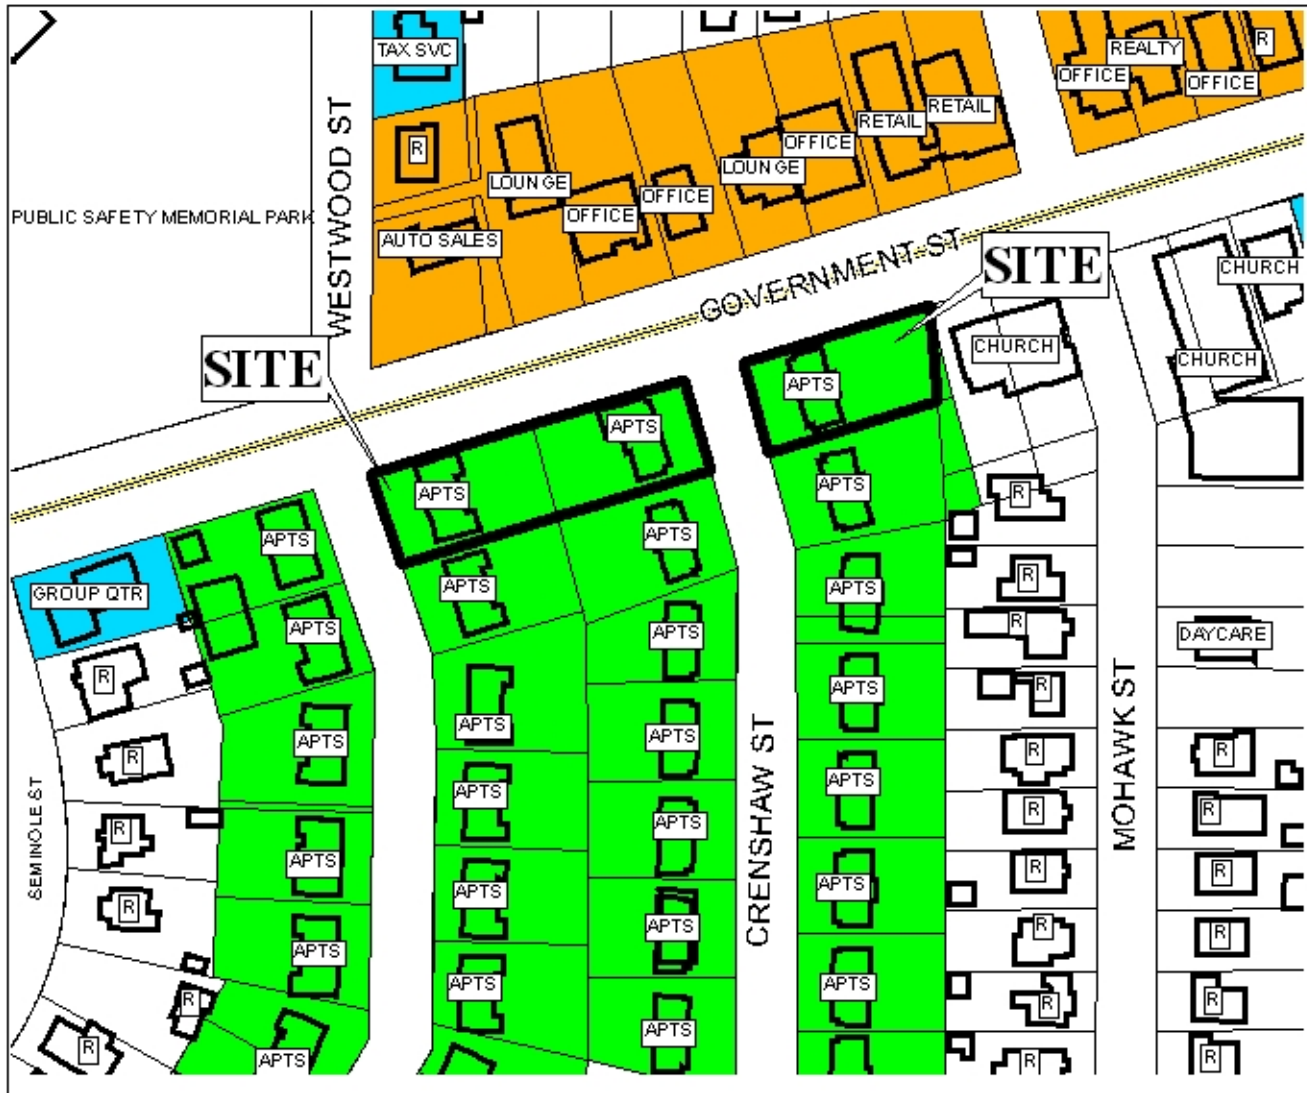 TAX SVC
REALTY
R
OFFICE
OFFICE
RETAIL
RETAIL
OFFICE
R
LOUNGE
LOUNGE
OFFICE
OFFICE
AUTO SALES
PUBLIC SAFETY MEMORIAL PARK
WESTWOOD ST
GOVERNMENT ST
SITE
CHURCH
CHURCH
CHURCH
SITE
APTS
APTS
APTS
APTS
R
APTS
APTS
GROUP QTR
APTS
APTS
APTS
R
R
APTS
APTS
DAYCARE
R
APTS
R
MOHAWK ST
APTS
APTS
APTS
R
R
R
CRENSHAW ST
APTS
APTS
R
R
SEMINOLE ST
R
APTS
APTS
APTS
APTS
R
R
R
APTS
APTS
R
R
APTS
APTS
R
R
R
APTS
R
APTS
R
R